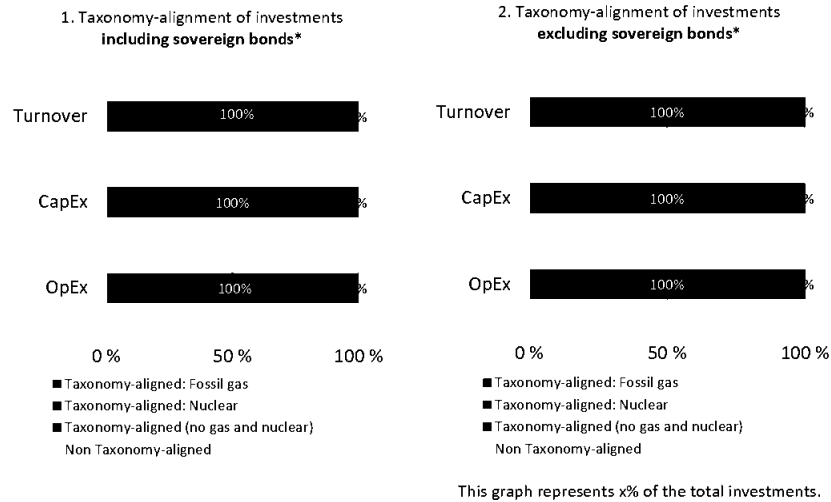 1. Taxonomy-alignment of investments
including sovereign bonds*
Turnover
100%
%
CapEx
100%
%
OpEx
100%
%
0 %
50 %
100 %
Taxonomy-aligned: Fossil gas
Taxonomy-aligned: Nuclear
Taxonomy-aligned (no gas and nuclear)
Non Taxonomy-aligned
2. Taxonomy-alignment of investments
excluding sovereign bonds*
Turnover
100%
%
CapEx
100%
%
OpEx
100%
%
0 %
50 %
100 %
Taxonomy-aligned: Fossil gas
Taxonomy-aligned: Nuclear
Taxonomy-aligned (no gas and nuclear)
Non Taxonomy-aligned
This graph represents x% of the total investments.